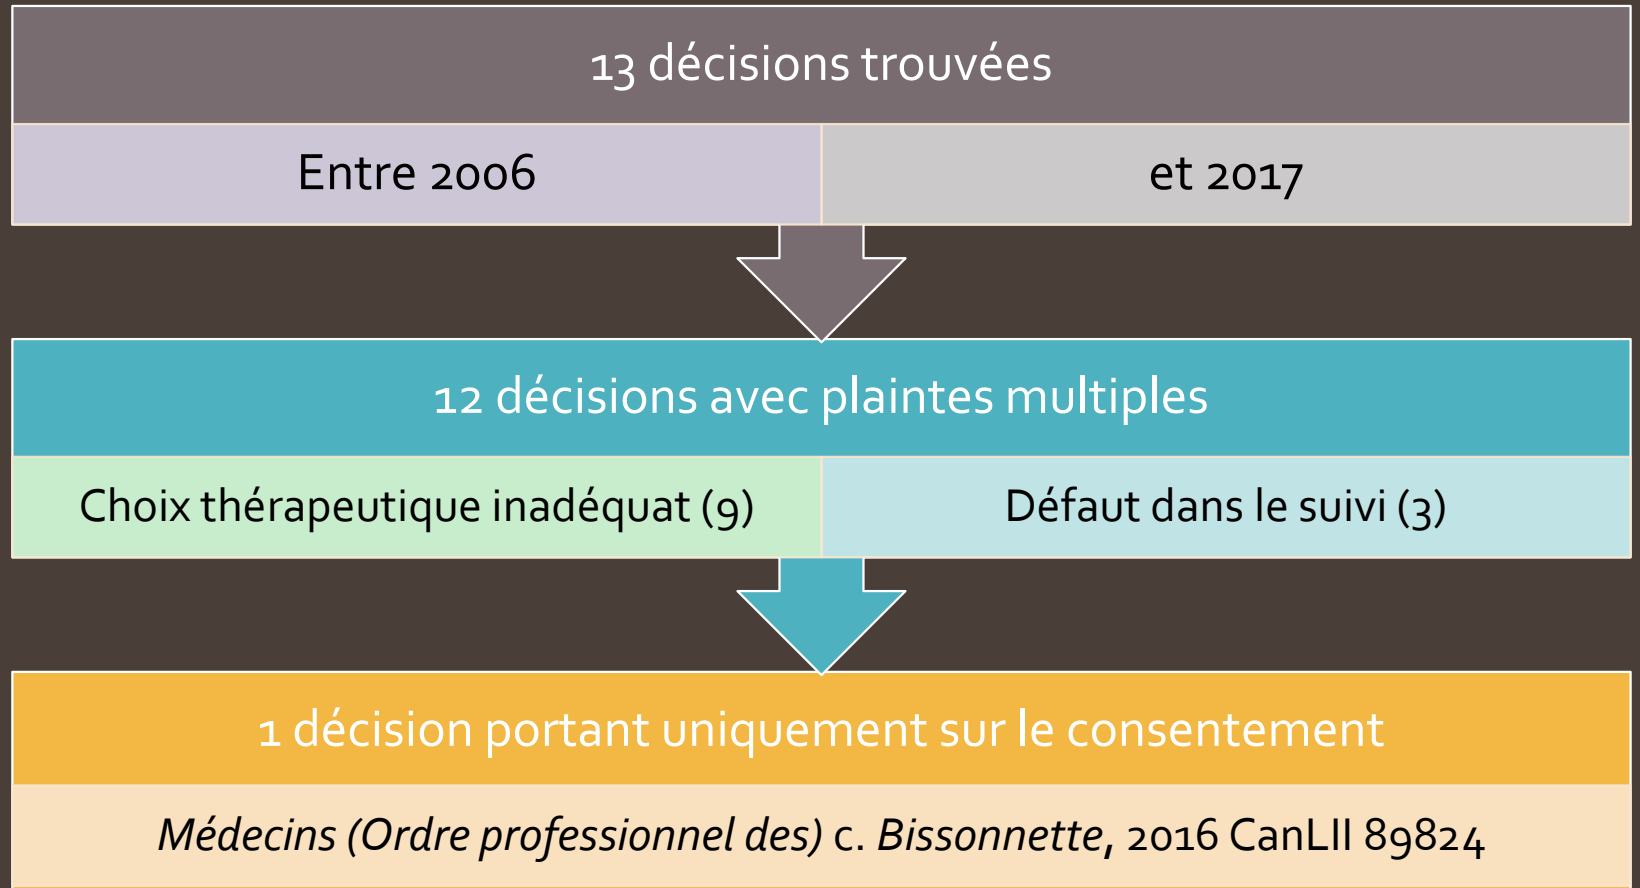 13 décisions trouvées
Entre 2006
et 2017
12 décisions avec plaintes multiples
Choix thérapeutique inadéquat (9)
Défaut dans le suivi (3)
1 décision portant uniquement sur le consentement
Médecins (Ordre professionnel des) c. Bissonnette, 2016 CanLII 89824